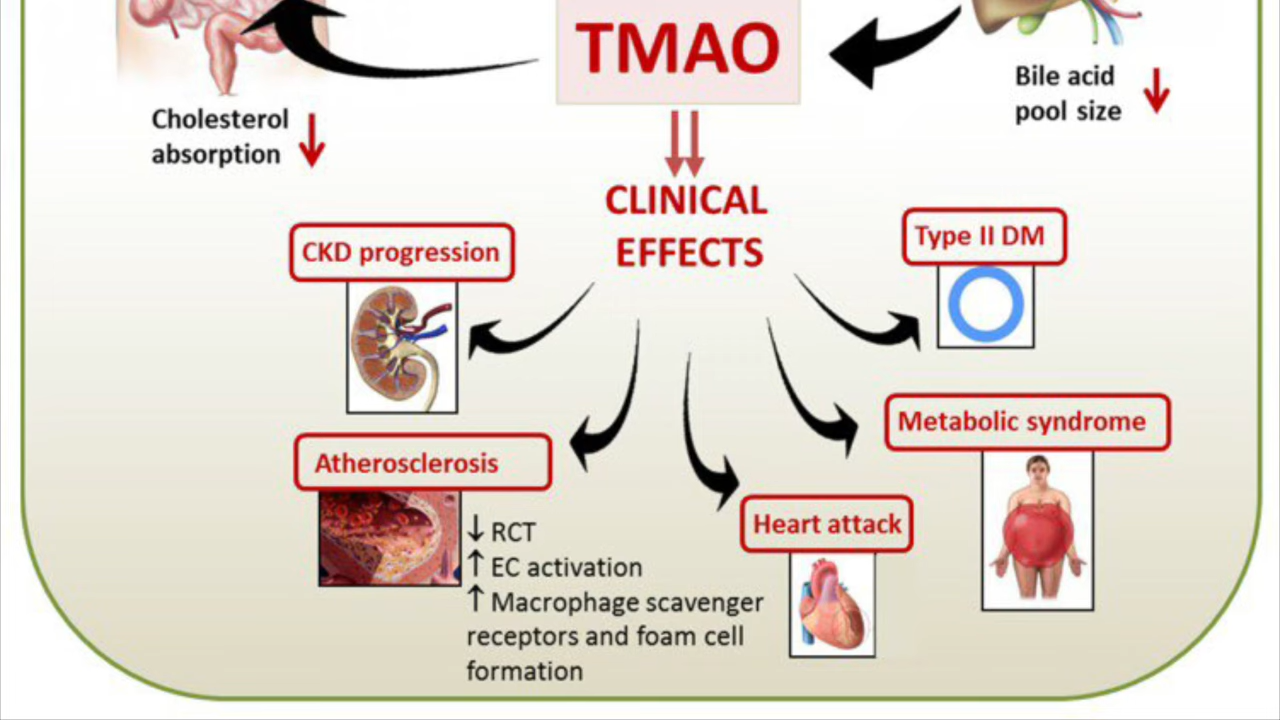 TMAO
Bile acid
pool size
Cholesterol
absorption
CLINICAL
EFFECTS
CKD progression
Type II DM
Atherosclerosis
Metabolic syndrome
↓ RCT
↑ EC activation
↑ Macrophage scavenger
receptors and foam cell
formation
Heart attack